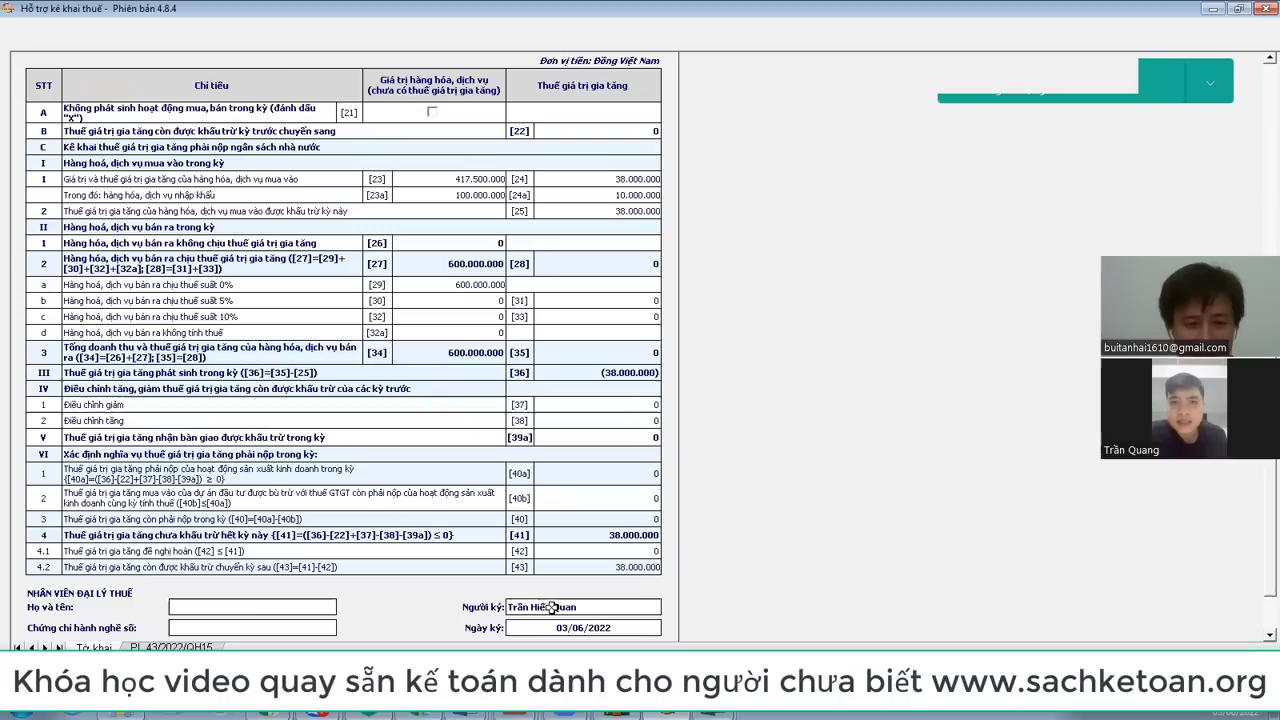 Hỗ trợ kê khai thuế - Phiên bản 4.8.4
Đơn vị tiền: Đồng Việt Nam
STT Chỉ tiêu Giá trị hàng hóa, dịch vụ (chưa có thuế giá trị gia tăng) Thuế giá trị gia tăng
A Không phát sinh hoạt động mua, bán trong kỳ (đánh dấu "X") [21]
B Thuế giá trị gia tăng còn được khấu trừ kỳ trước chuyển sang [22] 0
C Kê khai thuế giá trị gia tăng phải nộp ngân sách nhà nước
I Hàng hoá, dịch vụ mua vào trong kỳ
1 Giá trị và thuế giá trị gia tăng của hàng hóa, dịch vụ mua vào [23] 417.500.000 [24] 38.000.000
Trong đó: hàng hóa, dịch vụ nhập khẩu [23a] 100.000.000 [24a] 10.000.000
2 Thuế giá trị gia tăng của hàng hóa, dịch vụ mua vào được khấu trừ kỳ này [25] 38.000.000
II Hàng hoá, dịch vụ bán ra trong kỳ
1 Hàng hóa, dịch vụ bán ra không chịu thuế giá trị gia tăng [26] 0
2 Hàng hóa, dịch vụ bán ra chịu thuế giá trị gia tăng ([27]=[29]+
[30]+[32]+[32a]; [28]=[31]+[33]) [27] 600.000.000 [28] 0
a Hàng hoá, dịch vụ bán ra chịu thuế suất 0% [29] 600.000.000
b Hàng hoá, dịch vụ bán ra chịu thuế suất 5% [30] 0 [31] 0
c Hàng hoá, dịch vụ bán ra chịu thuế suất 10% [32] 0 [33] 0
d Hàng hoá, dịch vụ bán ra không tính thuế [32a] 0
3 Tổng doanh thu và thuế giá trị gia tăng của hàng hóa, dịch vụ bán
ra ([34]=[26]+[27]; [35]=[28]) [34] 600.000.000 [35] 0
III Thuế giá trị gia tăng phát sinh trong kỳ ([36]=[35]-[25]) [36] (38.000.000)
IV Điều chỉnh tăng, giảm thuế giá trị gia tăng còn được khấu trừ của các kỳ trước
1 Điều chỉnh giảm [37] 0
2 Điều chỉnh tăng [38] 0
V Thuế giá trị gia tăng nhận bàn giao được khấu trừ trong kỳ [39a] 0
VI Xác định nghĩa vụ thuế giá trị gia tăng phải nộp trong kỳ:
1 Thuế giá trị gia tăng phải nộp của hoạt động sản xuất kinh doanh trong kỳ
{[40a]=([36]-[22]+[37]-[38]-[39a]) ≥ 0} [40a] 0
2 Thuế giá trị gia tăng mua vào của dự án đầu tư được bù trừ với thuế GTGT còn phải nộp của hoạt động sản xuất
kinh doanh cùng kỳ tính thuế ([40b]≤[40a]) [40b] 0
3 Thuế giá trị gia tăng còn phải nộp trong kỳ ([40]=[40a]-[40b]) [40] 0
4 Thuế giá trị gia tăng chưa khấu trừ hết kỳ này {[41]=([36]-[22]+[37]-[38]-[39a]) ≤ 0} [41] 38.000.000
4.1 Thuế giá trị gia tăng đề nghị hoàn ([42] ≤ [41]) [42] 0
4.2 Thuế giá trị gia tăng còn được khấu trừ chuyển kỳ sau ([43]=[41]-[42]) [43] 38.000.000
NHÂN VIÊN ĐẠI LÝ THUẾ
Họ và tên: Người ký: Trần
Chứng chỉ hành nghề số: Ngày ký: 03/06/2022
Tờ khai PL 43/2022/QH15
buitanhai1610@gmail.com
Trần Quang
Khóa học video quay sẵn kế toán dành cho người chưa biết www.sachketoan.org